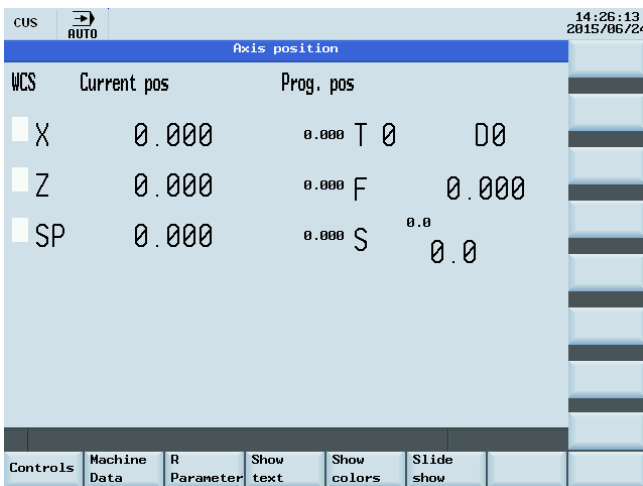 CUS AUTO 14:26:13
2015/06/24
Axis position
WCS Current pos Prog. pos
X 0.000 0.000 T 0 D0
Z 0.000 0.000 F 0.000
SP 0.000 0.000 S 0.0
0.0
Controls Machine Data R Parameter Show text Show colors Slide show